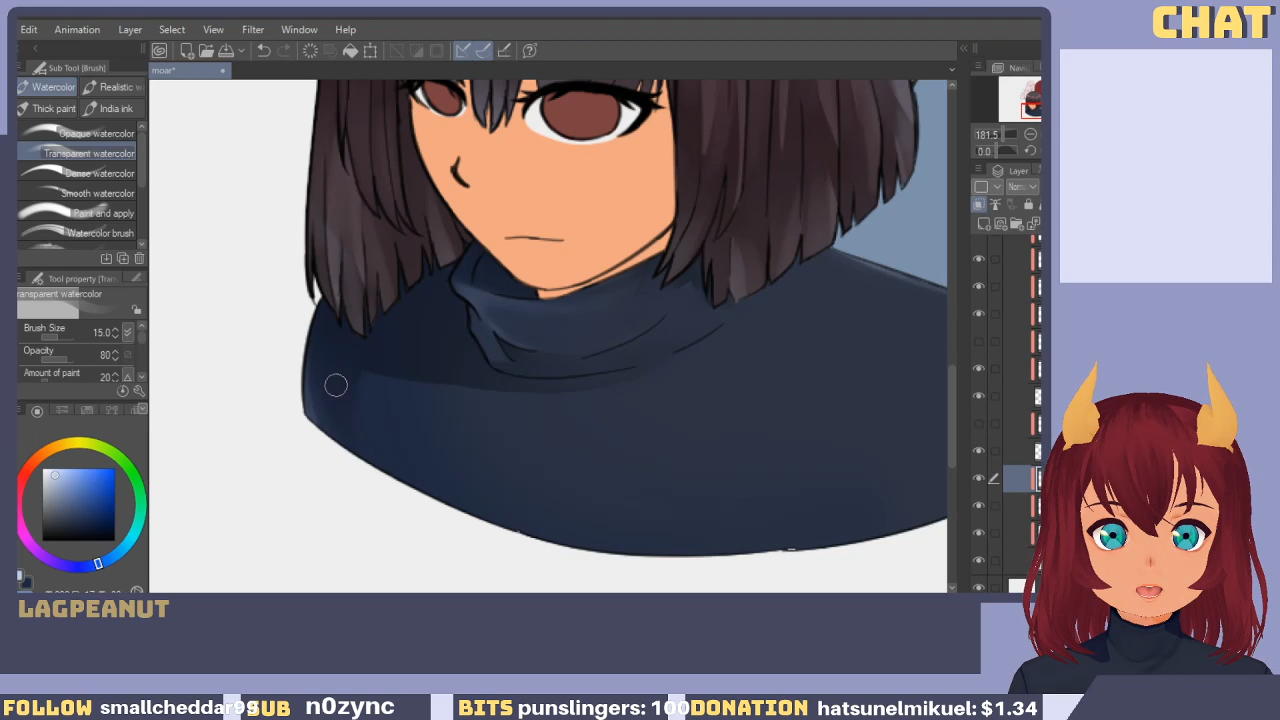 CHAT
Edit Animation Layer Select View Filter Window Help
Sub Tool [Brush]
moar*
Watercolor
Realistic w
Thick paint
India ink
Opaque watercolor
Transparent watercolor
Dense watercolor
Smooth watercolor
Paint and apply
Watercolor brush
Tool property [Tran
ransparent watercolor
Brush Size 15.0
Opacity 80
Amount of paint 20
Navi
181.5
0.0
Layer
Norm
LAGPEANUT
FOLLOW smallcheddar99 SUB n0zync BITS punslingers: 100 DONATION hatsunelmikuel: $1.34